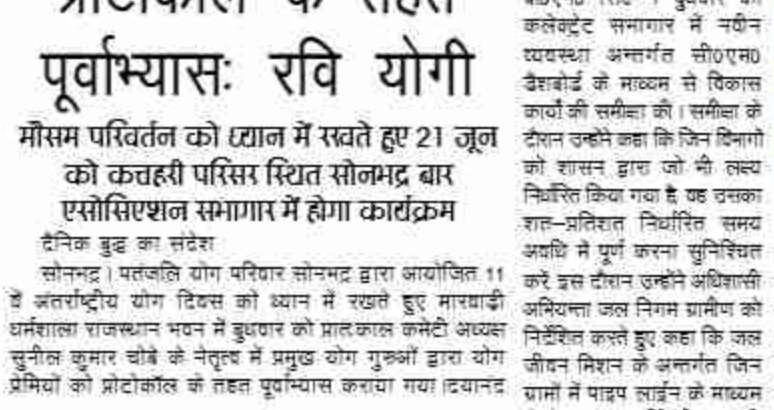 प्रोटोकॉल के तहत
पूर्वाभ्यासः रवि योगी
मौसम परिवर्तन को ध्यान में रखते हुए 21 जून
को कचहरी परिसर स्थित सोनभद्र बार
एसोसिएशन सभागार में होगा कार्यक्रम
दैनिक बुद्ध का संदेश
सोनभद्र। पतंजलि योग परिवार सोनभद्र द्वारा आयोजित 11
वें अंतर्राष्ट्रीय योग दिवस को ध्यान में रखते हुए मारवाड़ी
धर्मशाला राजस्थान भवन में बुधवार को प्रातःकाल कमेटी अध्यक्ष
सुनील कुमार चौबे के नेतृत्व में प्रमुख योग गुरुओं द्वारा योग
प्रेमियों को प्रोटोकॉल के तहत पूर्वाभ्यास कराया गया।दयानंद
कलेक्ट्रेट सभागार में नवीन
व्यवस्था अन्तर्गत सी0एम0
डैशबोर्ड के माध्यम से विकास
कार्यों की समीक्षा की। समीक्षा के
दौरान उन्होंने कहा कि जिन विभागों
को शासन द्वारा जो भी लक्ष्य
निर्धारित किया गया है, वह उसका
शत–प्रतिशत निर्धारित समय
अवधि में पूर्ण करना सुनिश्चित
करें इस दौरान उन्होंने अधिशासी
अभियन्ता जल निगम ग्रामीण को
निर्देशित करते हुए कहा कि जल
जीवन मिशन के अन्तर्गत जिन
ग्रामों में पाइप लाईन के माध्यम